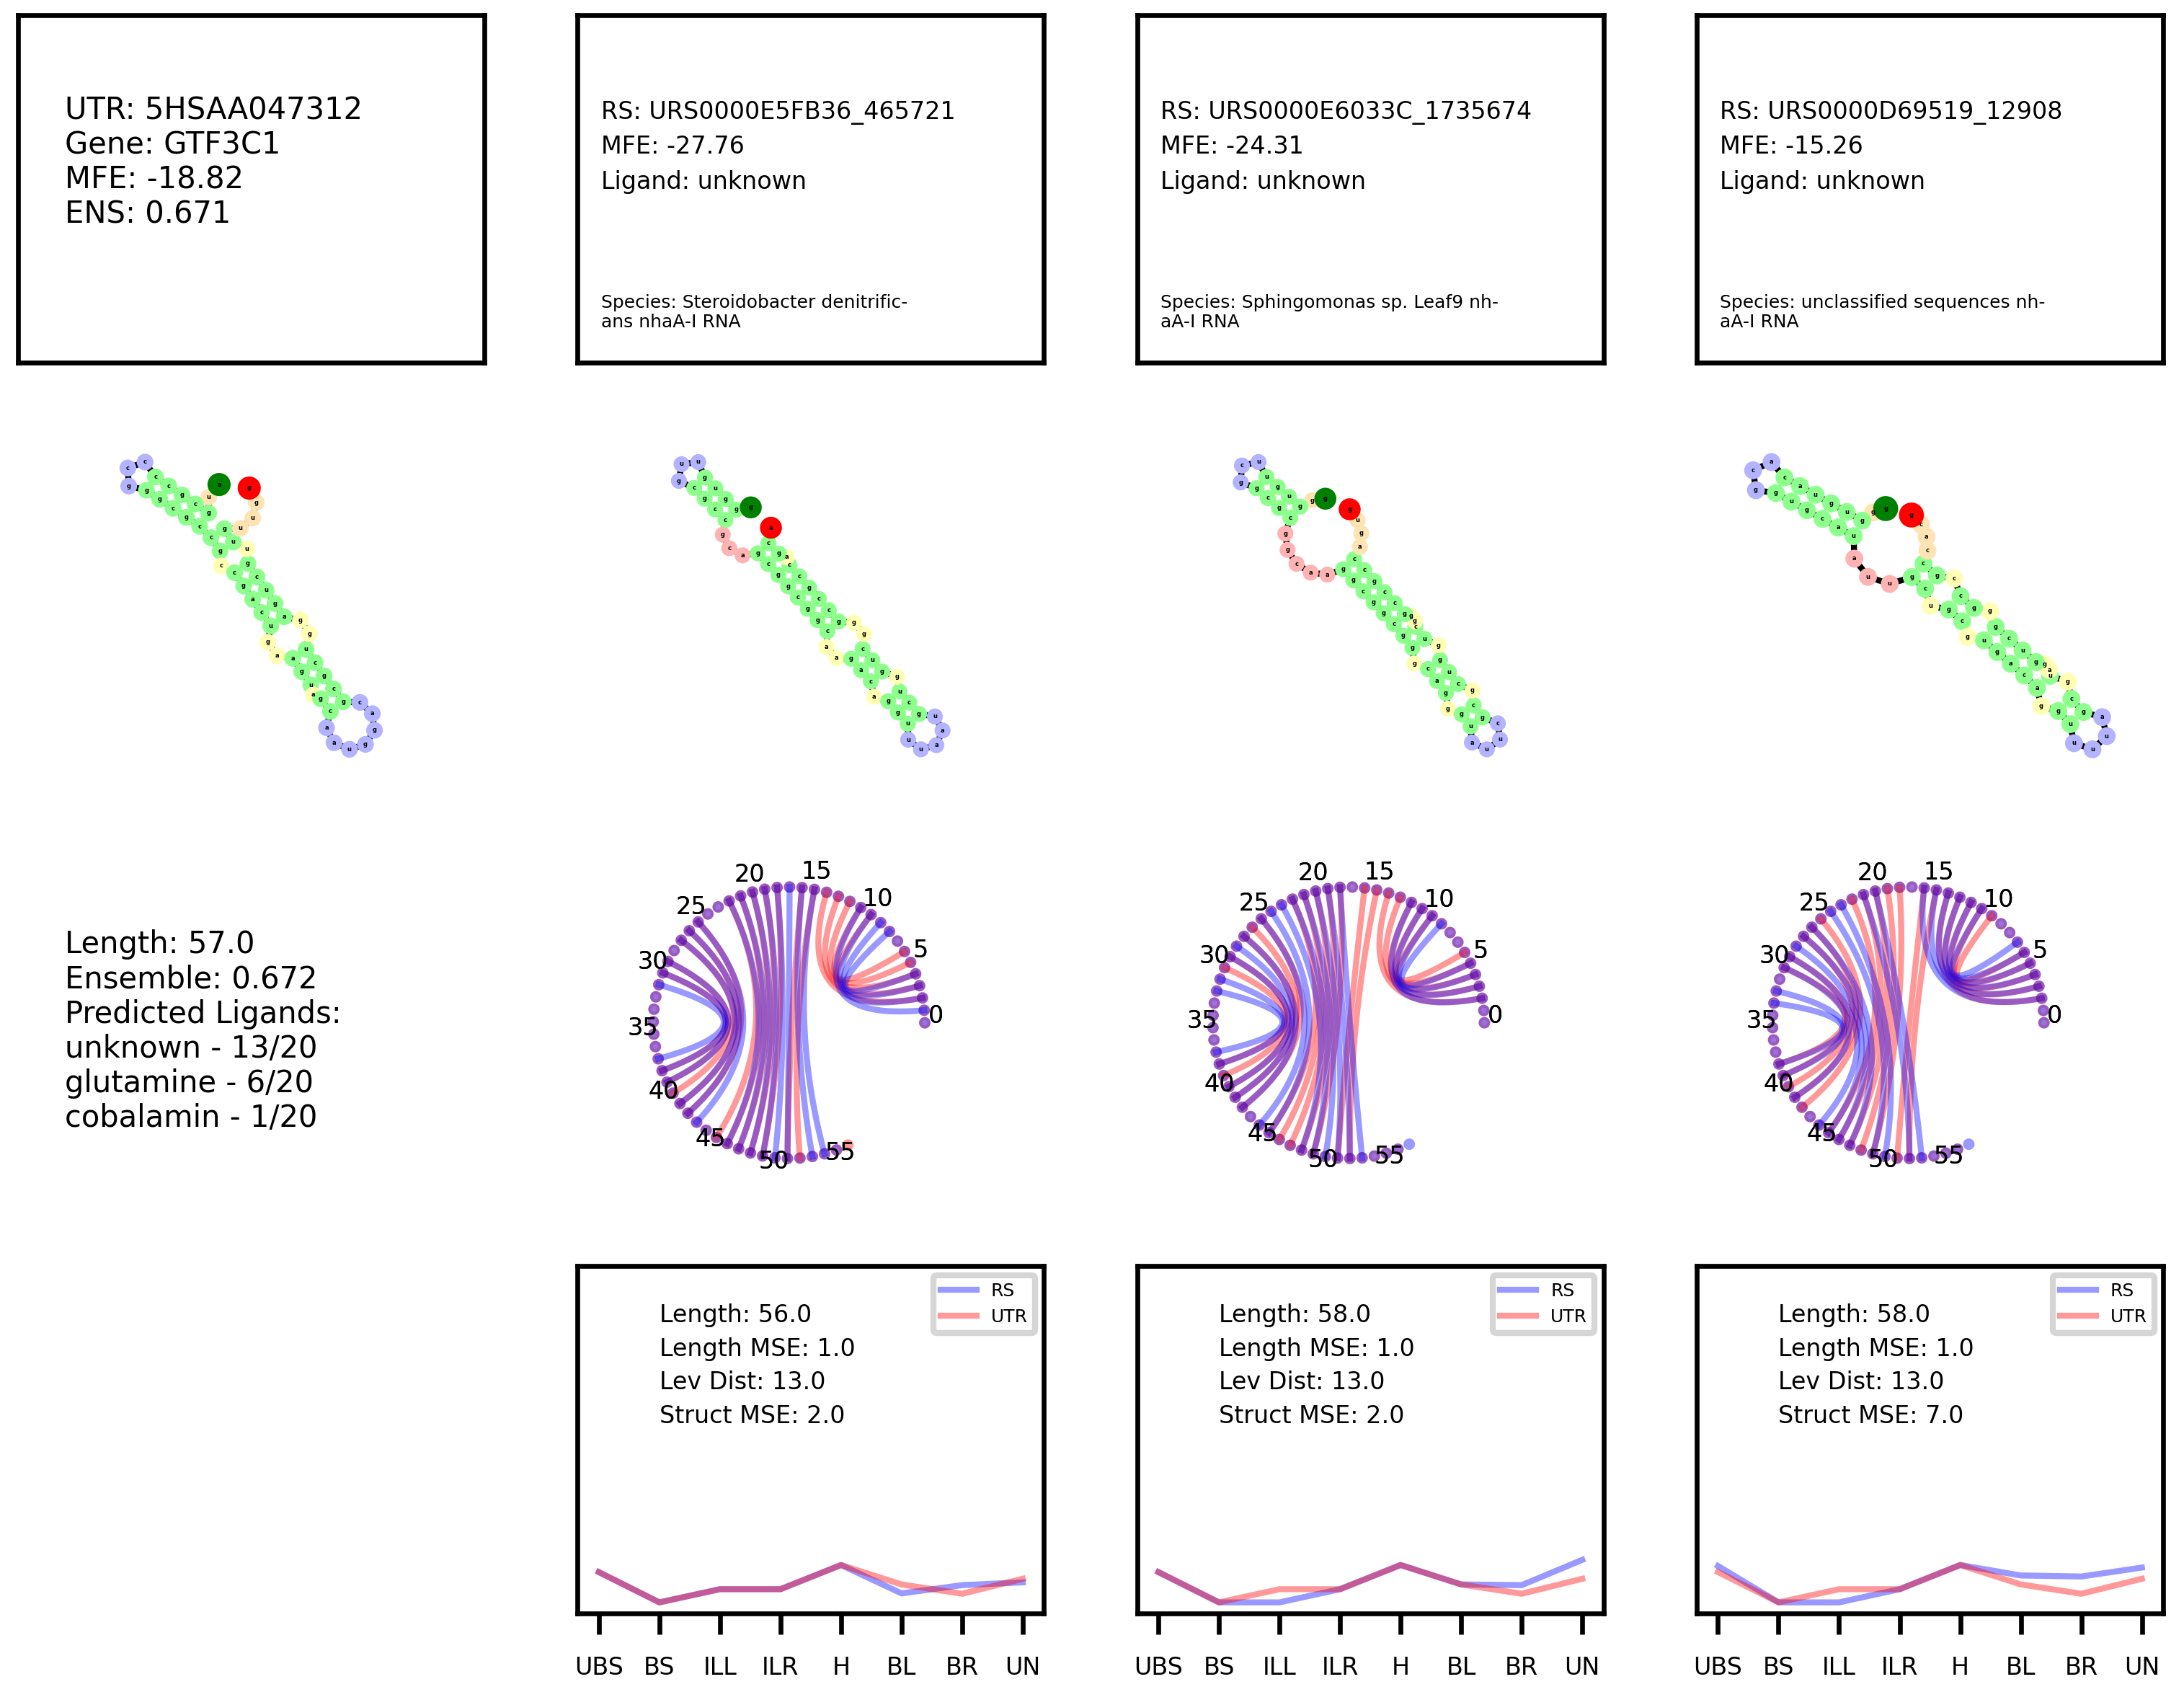 UTR: 5HSAA047312
Gene: GTF3C1
MFE: -18.82
ENS: 0.671
RS: URS0000E5FB36_465721
MFE: -27.76
Ligand: unknown
Species: Steroidobacter denitrific-
ans nhaA-I RNA
RS: URS0000E6033C_1735674
MFE: -24.31
Ligand: unknown
Species: Sphingomonas sp. Leaf9 nh-
aA-I RNA
RS: URS0000D69519_12908
MFE: -15.26
Ligand: unknown
Species: unclassified sequences nh-
aA-I RNA
Length: 57.0
Ensemble: 0.672
Predicted Ligands:
unknown - 13/20
glutamine - 6/20
cobalamin - 1/20
0
5
10
15
20
25
30
35
40
45
50
55
0
5
10
15
20
25
30
35
40
45
50
55
0
5
10
15
20
25
30
35
40
45
50
55
RS
UTR
Length: 56.0
Length MSE: 1.0
Lev Dist: 13.0
Struct MSE: 2.0
UBS BS ILL ILR H BL BR UN
RS
UTR
Length: 58.0
Length MSE: 1.0
Lev Dist: 13.0
Struct MSE: 2.0
UBS BS ILL ILR H BL BR UN
RS
UTR
Length: 58.0
Length MSE: 1.0
Lev Dist: 13.0
Struct MSE: 7.0
UBS BS ILL ILR H BL BR UN